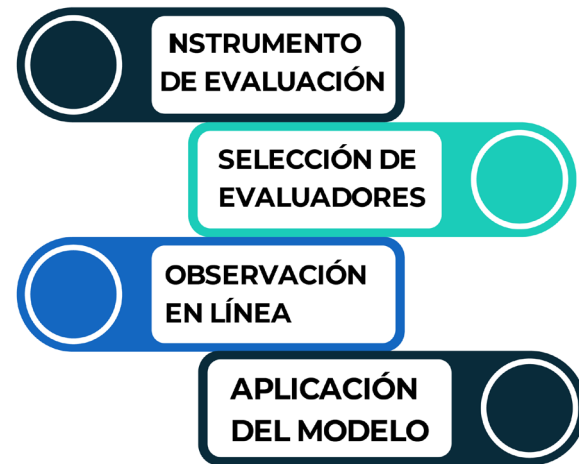 NSTRUMENTO
DE EVALUACIÓN
SELECCIÓN DE
EVALUADORES
OBSERVACIÓN
EN LÍNEA
APLICACIÓN
DEL MODELO